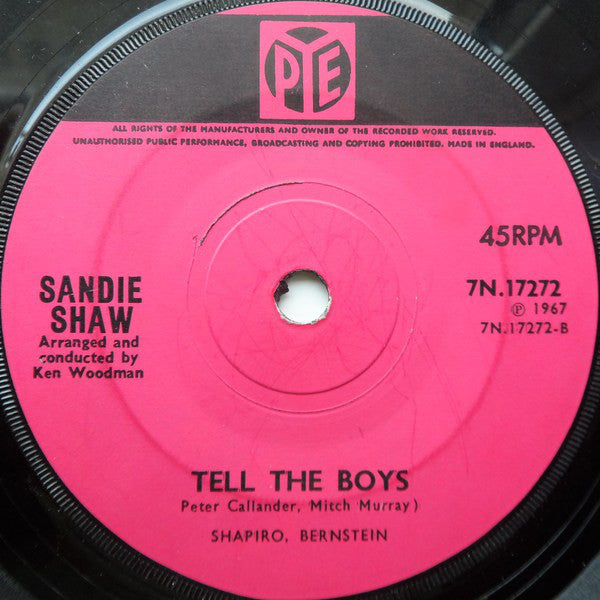 PYE
ALL RIGHTS OF THE MANUFACTURERS AND OWNER OF THE RECORDED WORK RESERVED.
UNAUTHORISED PUBLIC PERFORMANCE, BROADCASTING AND COPYING PROHIBITED. MADE IN ENGLAND.
45RPM
SANDIE
SHAW
Arranged and
conducted by
Ken Woodman
7N.17272
℗ 1967
7N.17272-B
TELL THE BOYS
Peter Callander, Mitch Murray)
SHAPIRO, BERNSTEIN